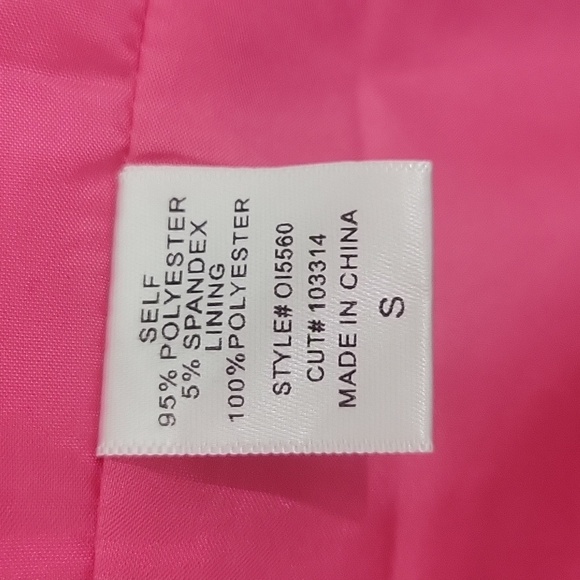 SELF
95% POLYESTER
5% SPANDEX
LINING
100%POLYESTER
STYLE# OI5560
CUT# 103314
MADE IN CHINA
S